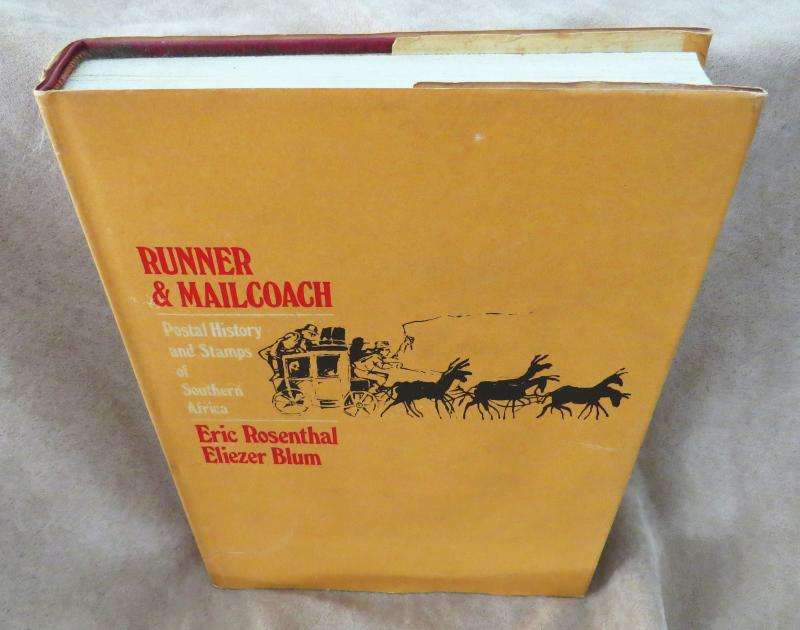 RUNNER
& MAILCOACH
Postal History
and Stamps
of
Southern
Africa
Eric Rosenthal
Eliezer Blum